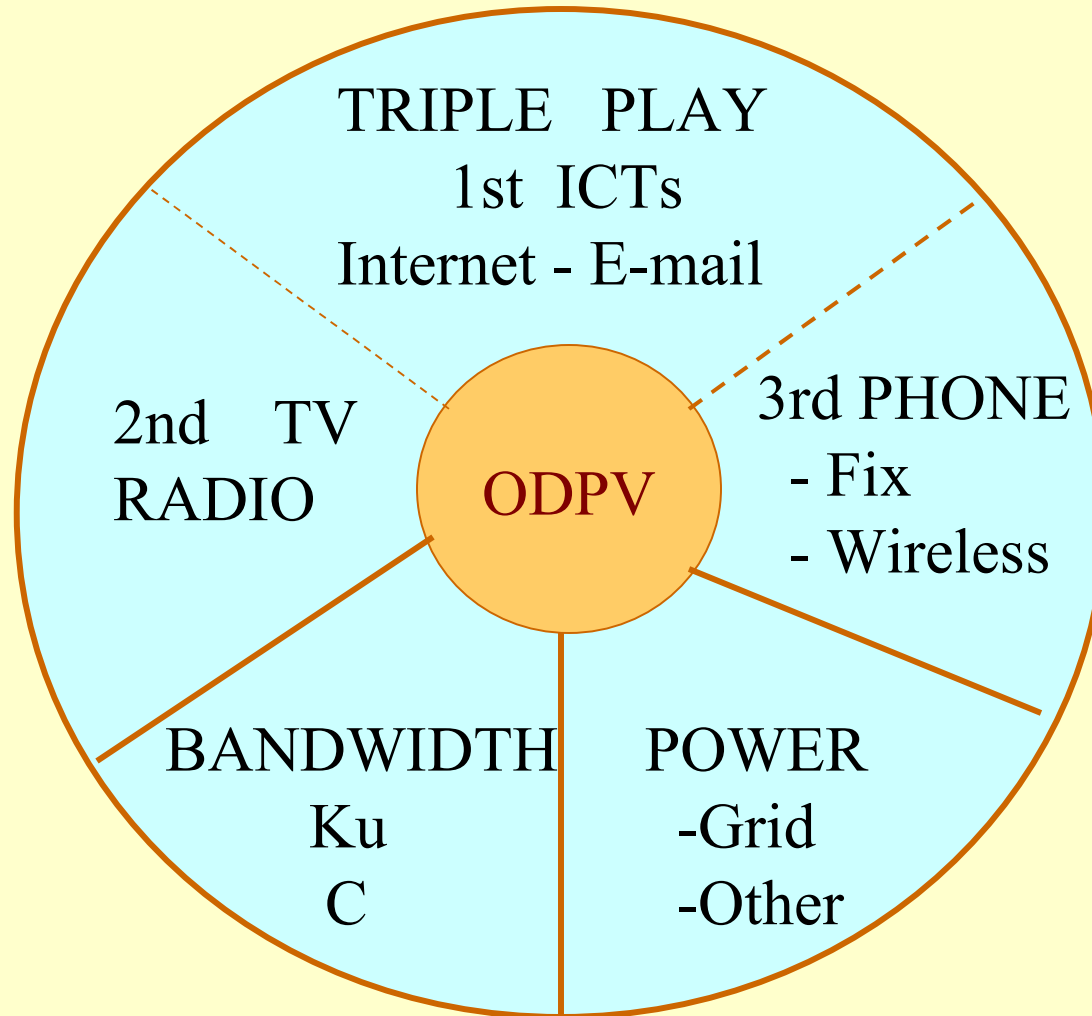 TRIPLE PLAY
1st ICTs
Internet - E-mail
2nd TV
RADIO
ODPV
3rd PHONE
- Fix
- Wireless
BANDWIDTH
Ku
C
POWER
-Grid
-Other